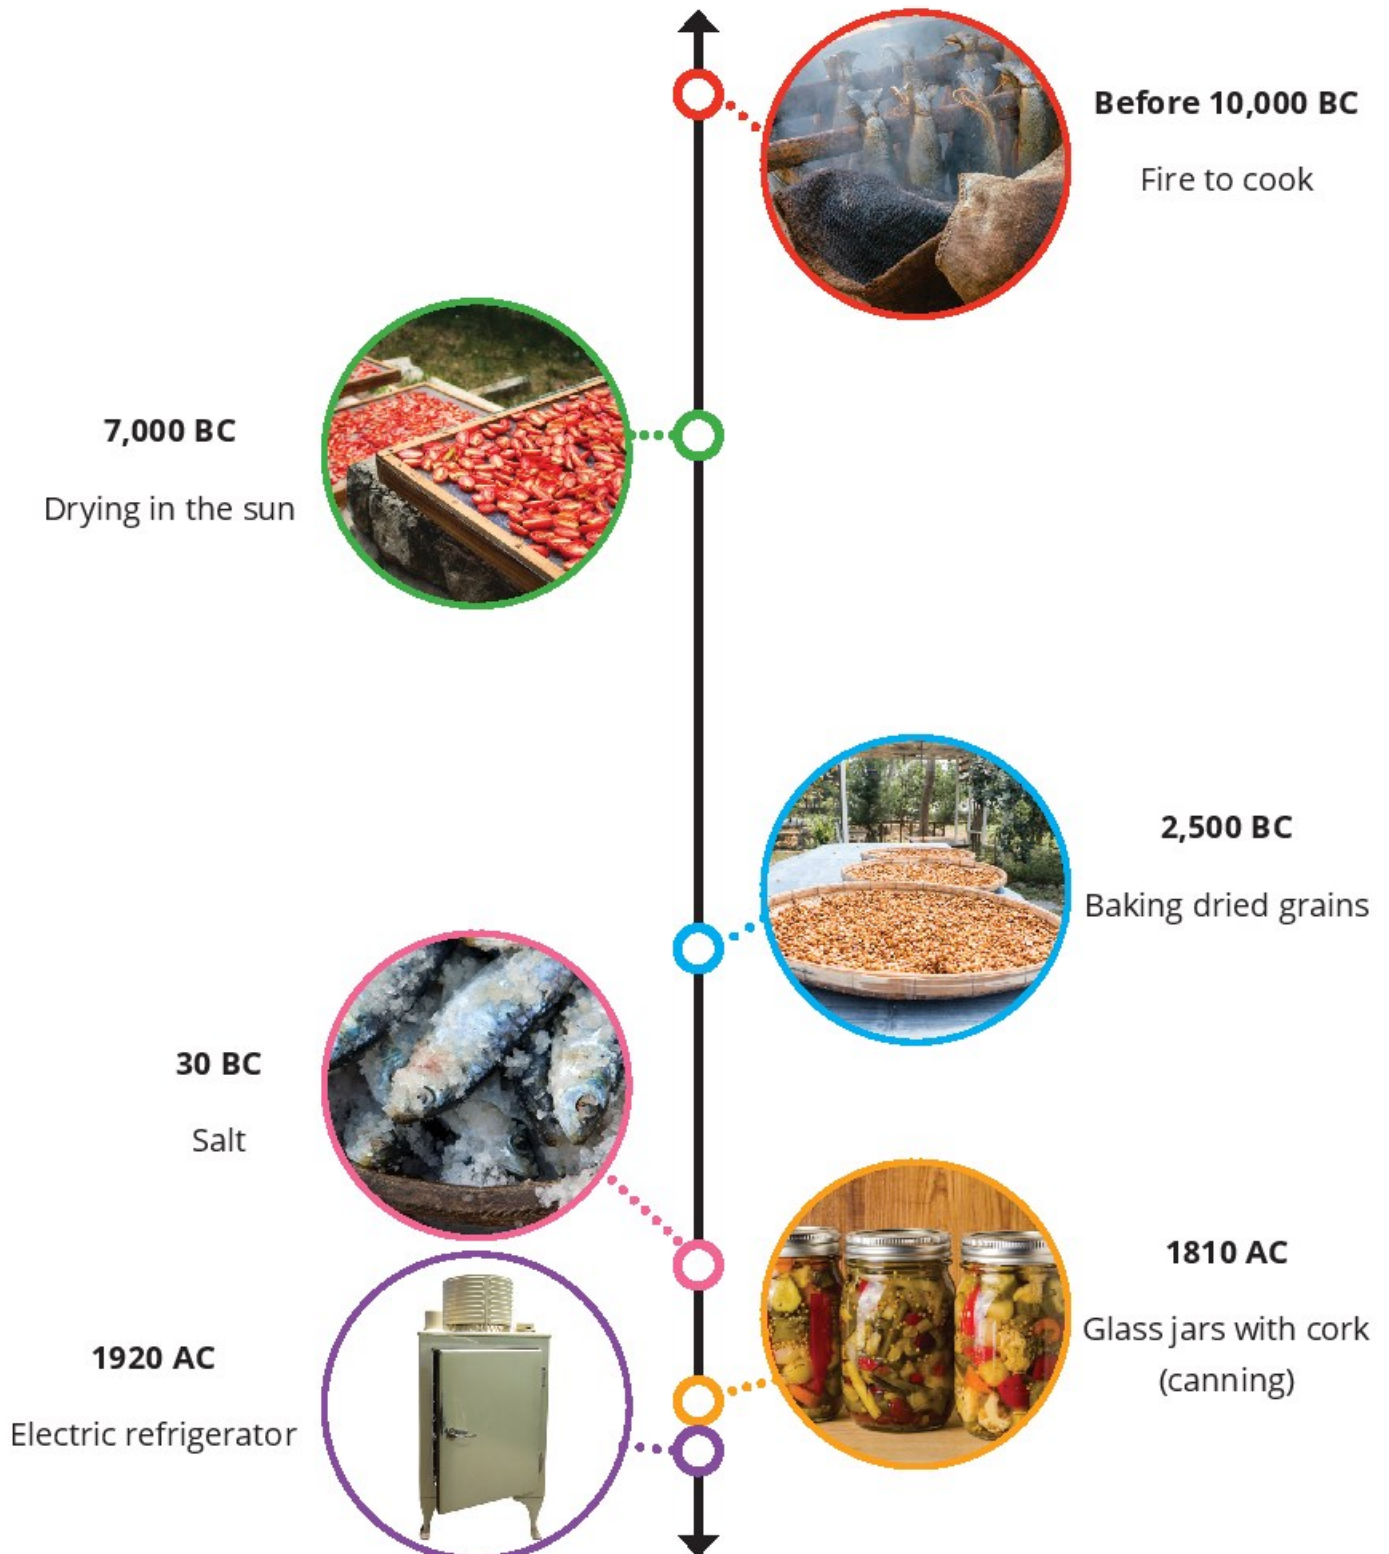 Before 10,000 BC
Fire to cook
7,000 BC
Drying in the sun
2,500 BC
Baking dried grains
30 BC
Salt
1810 AC
Glass jars with cork
(canning)
1920 AC
Electric refrigerator